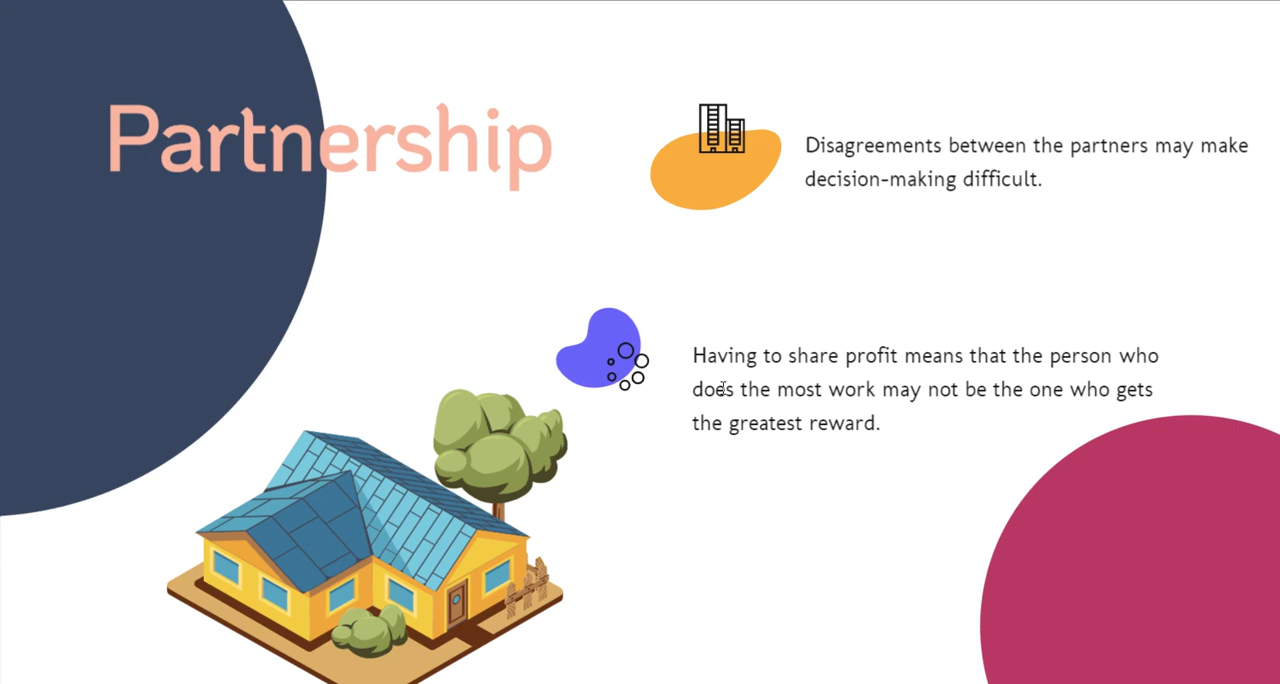 Partnership
Disagreements between the partners may make
decision-making difficult.
Having to share profit means that the person who
does the most work may not be the one who gets
the greatest reward.